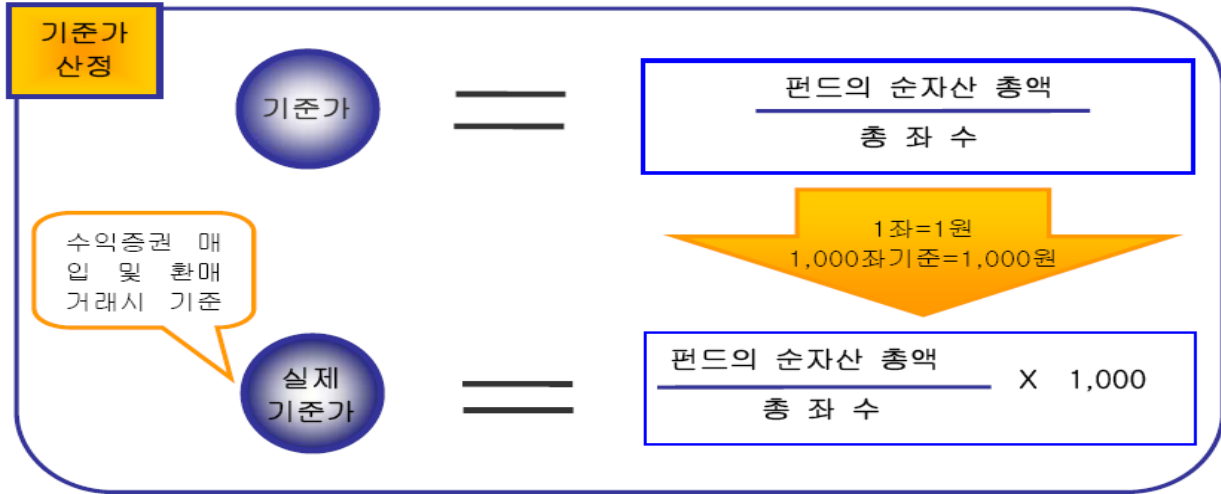 기준가
산정
기준가
펀드의 순자산 총액
총 좌 수
1좌=1원
1,000좌기준=1,000원
수익증권 매
입 및 환매
거래시 기준
실제
기준가
펀드의 순자산 총액
총 좌 수
X 1,000